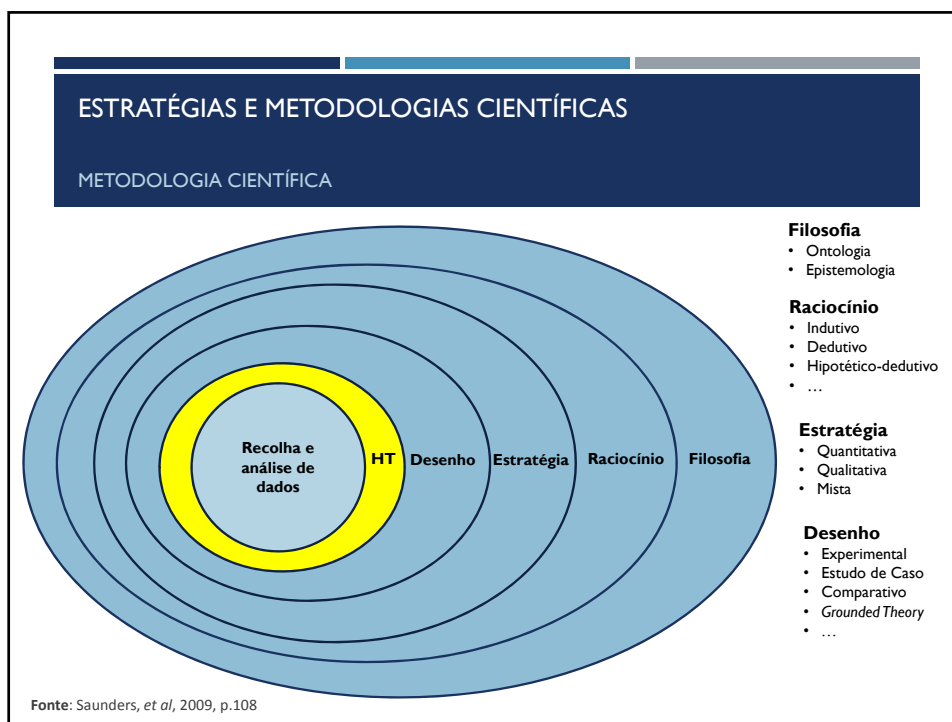 ESTRATÉGIAS E METODOLOGIAS CIENTÍFICAS
METODOLOGIA CIENTÍFICA
Recolha e
análise de
dados
HT
Desenho
Estratégia
Raciocínio
Filosofia
Filosofia
• Ontologia
• Epistemologia
Raciocínio
• Indutivo
• Dedutivo
• Hipotético-dedutivo
• …
Estratégia
• Quantitativa
• Qualitativa
• Mista
Desenho
• Experimental
• Estudo de Caso
• Comparativo
• Grounded Theory
• …
Fonte: Saunders, et al, 2009, p.108